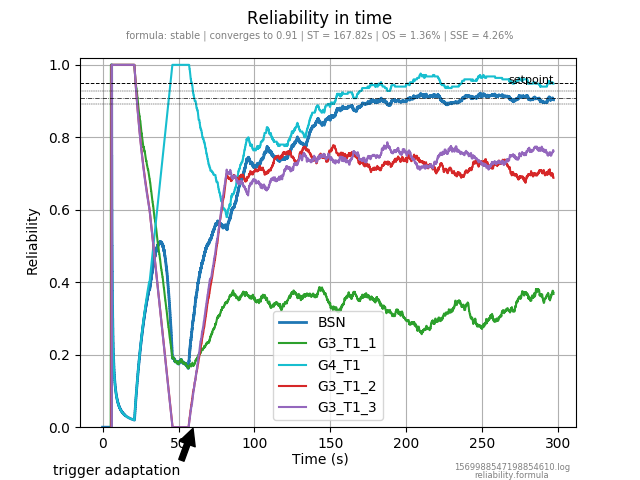 Reliability in time
formula: stable | converges to 0.91 | ST = 167.82s | OS = 1.36% | SSE = 4.26%
1.0
0.8
0.6
0.4
0.2
0.0
Reliability
setpoint
BSN
G3_T1_1
G4_T1
G3_T1_2
G3_T1_3
0 50 100 150 200 250 300
Time (s)
trigger adaptation
1569988547198854610.log
reliability.formula